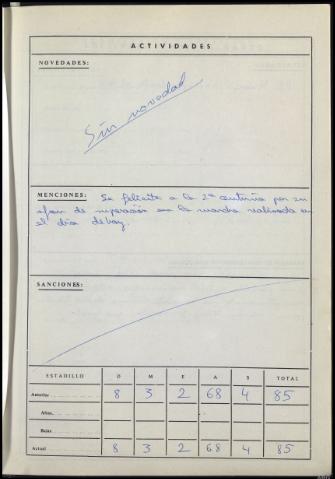 ACTIVIDADES
NOVEDADES:
Sin novedad
MENCIONES: Se felicita a la 2ª centuria por su
afan de superación en la marcha realizada en
el día de hoy.
SANCIONES:
ESTADILLO D M E A S TOTAL
Anterior 8 3 2 68 4 85
Altas
Bajas
Actual 8 3 2 68 4 85